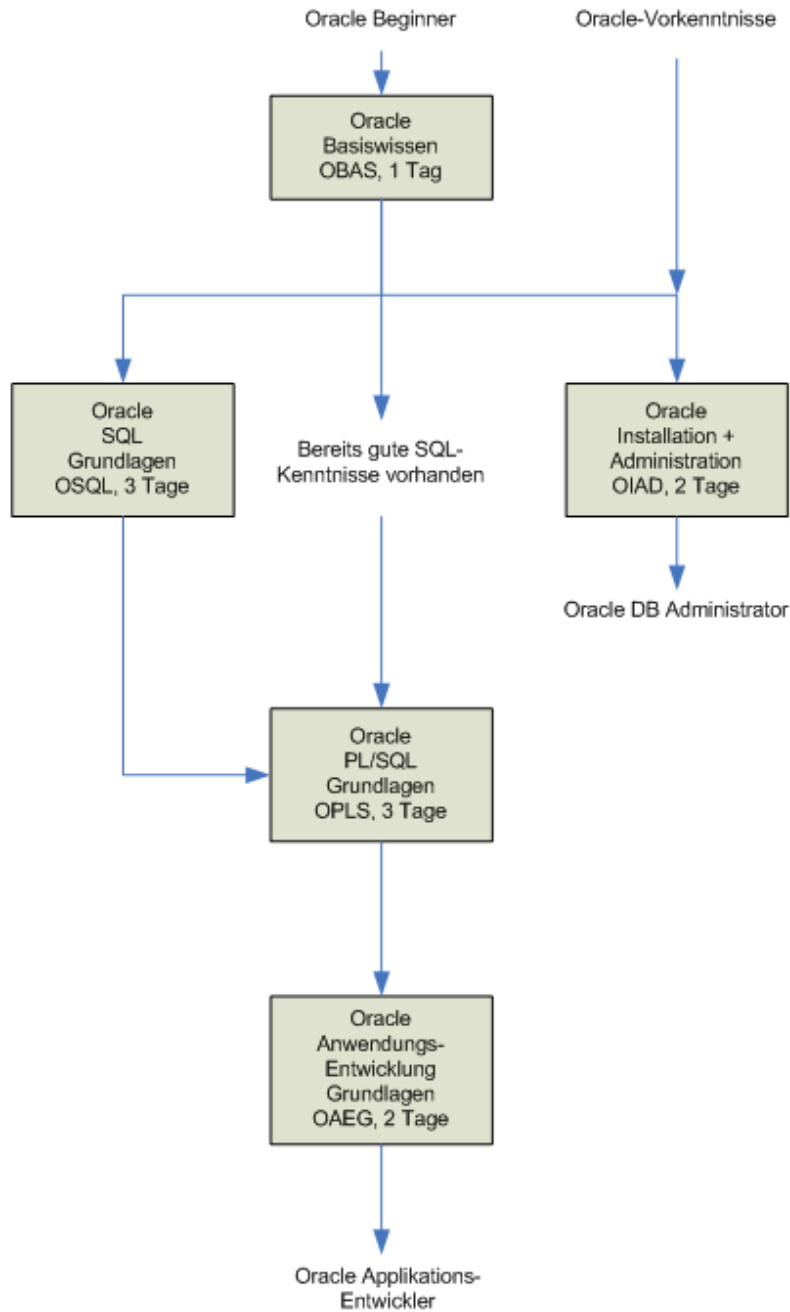 Oracle Beginner
Oracle-Vorkenntnisse
Oracle
Basiswissen
OBAS, 1 Tag
Oracle
SQL
Grundlagen
OSQL, 3 Tage
Bereits gute SQL-
Kenntnisse vorhanden
Oracle
Installation +
Administration
OIAD, 2 Tage
Oracle DB Administrator
Oracle
PL/SQL
Grundlagen
OPLS, 3 Tage
Oracle
Anwendungs-
Entwicklung
Grundlagen
OAEG, 2 Tage
Oracle Applikations-
Entwickler